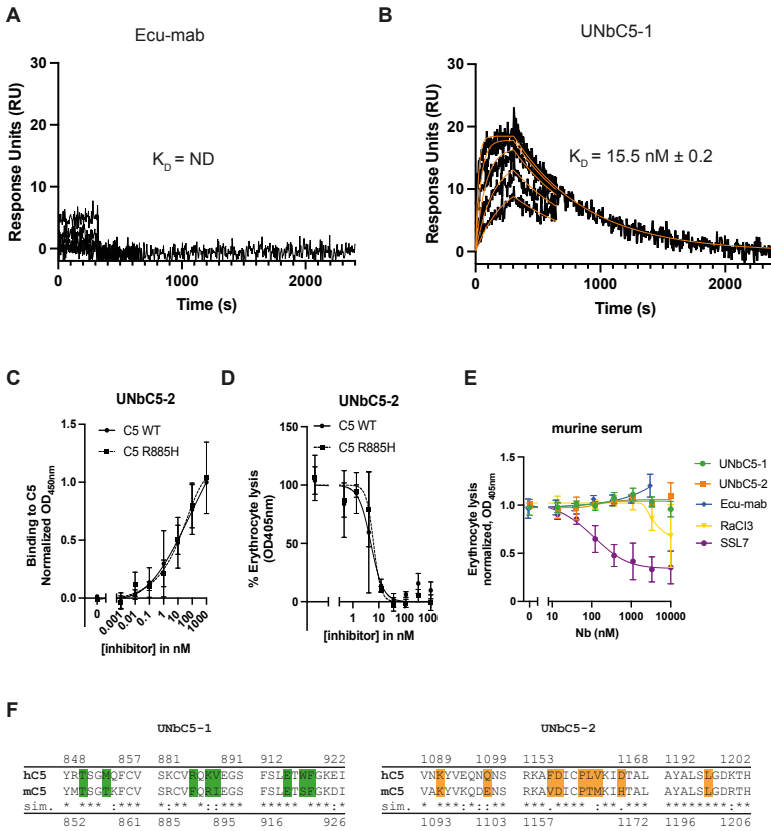 A
Ecu-mab
Response Units (RU)
30
20
10
0
K_D = ND
0 1000 2000
Time (s)
B
UNbC5-1
Response Units (RU)
30
20
10
0
K_D = 15.5 nM ± 0.2
0 1000 2000
Time (s)
C
UNbC5-2
C5 WT
C5 R885H
Binding to C5
Normalized OD450nm
1.5
1.0
0.5
0.0
0 0.001 0.01 0.1 1 10 100 1000
[inhibitor] in nM
D
UNbC5-2
C5 WT
C5 R885H
% Erythrocyte lysis
(OD405nm)
150
100
50
0
1 10 100 1000
[inhibitor] in nM
E
murine serum
Erythrocyte lysis
normalized, OD405nm
1.5
1.0
0.5
0 10 100 1000 10000
Nb (nM)
UNbC5-1
UNbC5-2
Ecu-mab
RaCI3
SSL7
F
UNbC5-1
848 857 881 891 912 922
hC5 YRTSGMQFCV SKCVRQKVEGS FSLETWFGKEI
mC5 YMTSGTKFCV SRCVEQRIEGS FSLETSFGKDI
852 861 885 895 916 926
UNbC5-2
1089 1099 1153 1168 1192 1202
hC5 VNKYVEQNQNS RKAFDICPLVKIDTAL AYALSLGDKTH
mC5 VAKYVDQDENS RKAVDICPTMKIHTAL AYALSLGDRTH
sim.
1093 1103 1157 1172 1196 1206